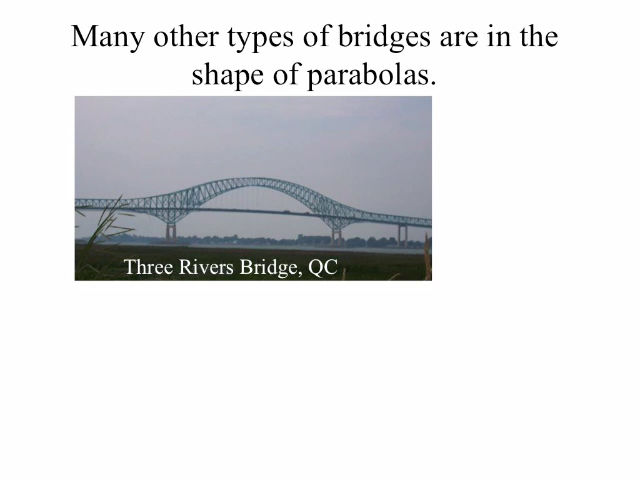 Many other types of bridges are in the
shape of parabolas.
Three Rivers Bridge, QC